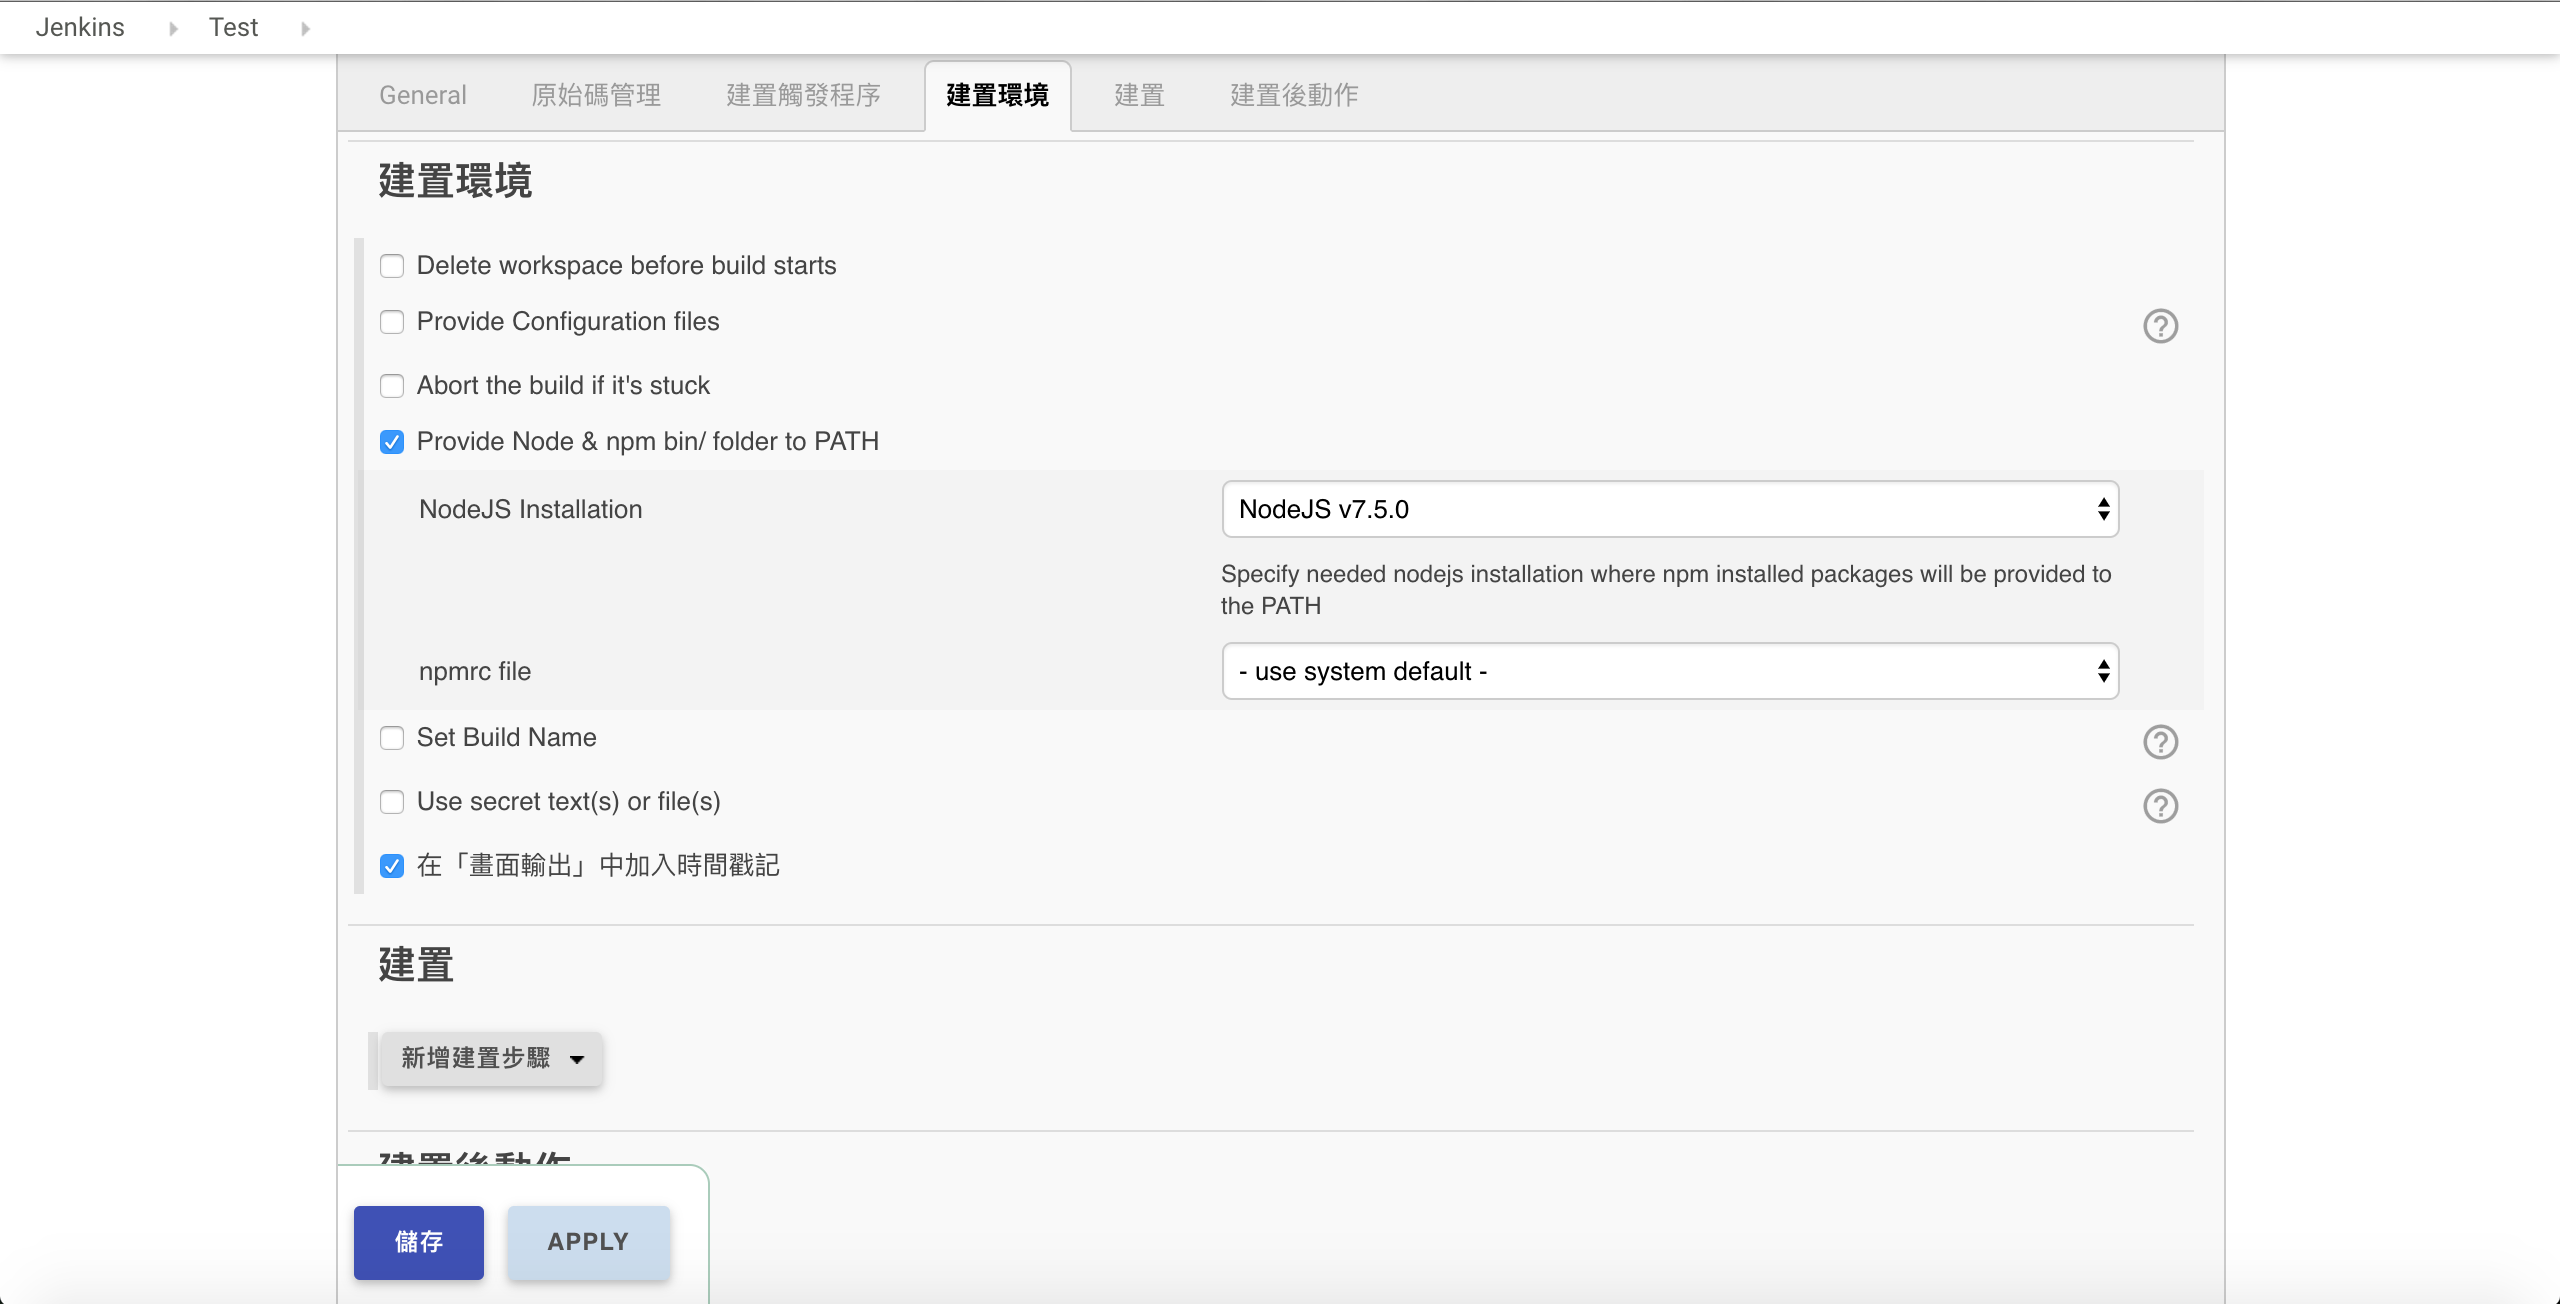 Jenkins Test
General 原始碼管理 建置觸發程序 建置環境 建置 建置後動作
建置環境
Delete workspace before build starts
Provide Configuration files
Abort the build if it's stuck
Provide Node & npm bin/ folder to PATH
NodeJS Installation NodeJS v7.5.0
Specify needed nodejs installation where npm installed packages will be provided to
the PATH
npmrc file - use system default -
Set Build Name
Use secret text(s) or file(s)
在「畫面輸出」中加入時間戳記
建置
新增建置步驟
建置後動作
儲存 APPLY